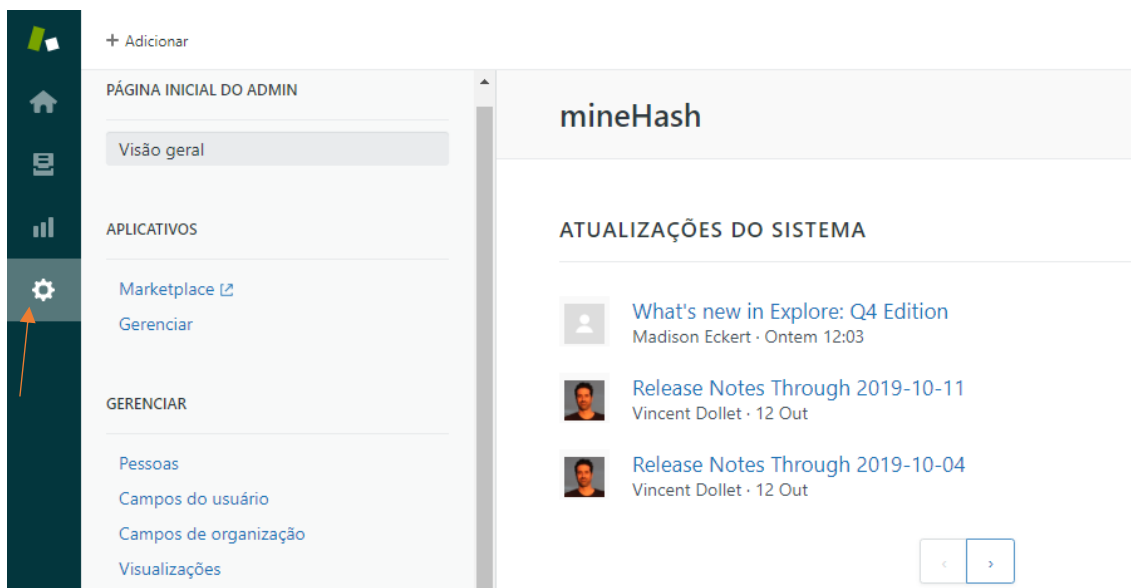 + Adicionar
PÁGINA INICIAL DO ADMIN
Visão geral
APLICATIVOS
Marketplace
Gerenciar
GERENCIAR
Pessoas
Campos do usuário
Campos de organização
Visualizações
mineHash
ATUALIZAÇÕES DO SISTEMA
What's new in Explore: Q4 Edition
Madison Eckert · Ontem 12:03
Release Notes Through 2019-10-11
Vincent Dollet · 12 Out
Release Notes Through 2019-10-04
Vincent Dollet · 12 Out